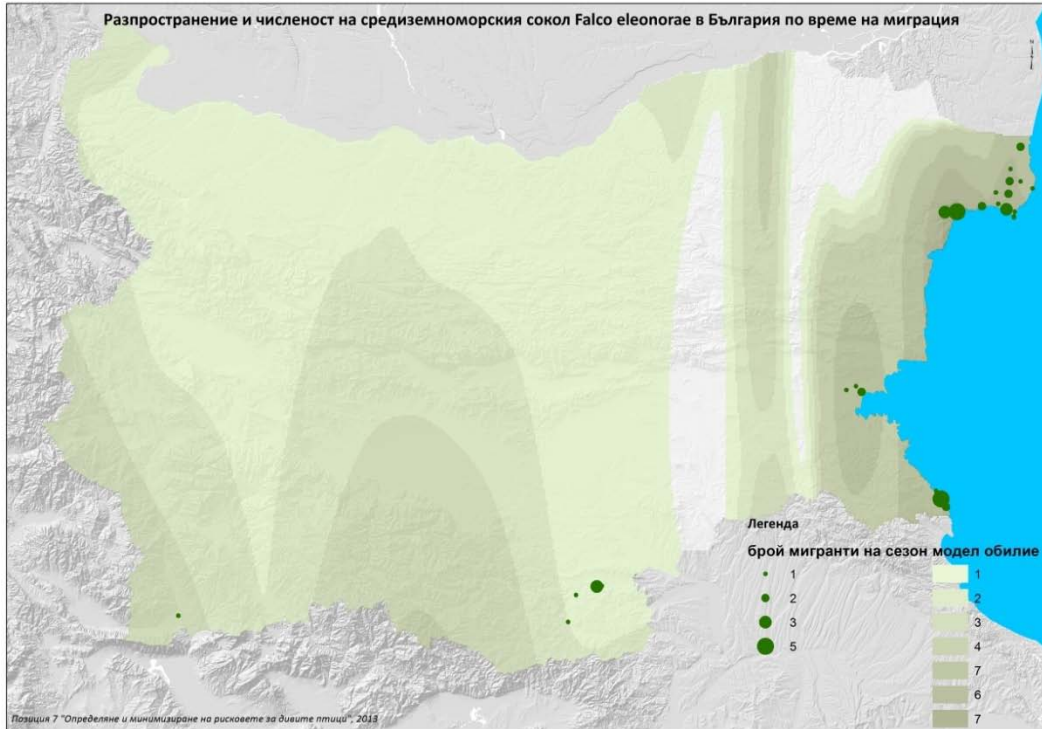 Разпространение и численост на средиземноморския сокол Falco eleonorae в България по време на миграция
Легенда
брой мигранти на сезон модел обилие
1 1
2 2
3 3
5 4
7
6
7
Позиция 7 "Определяне и минимизиране на рисковете за дивите птици", 2013